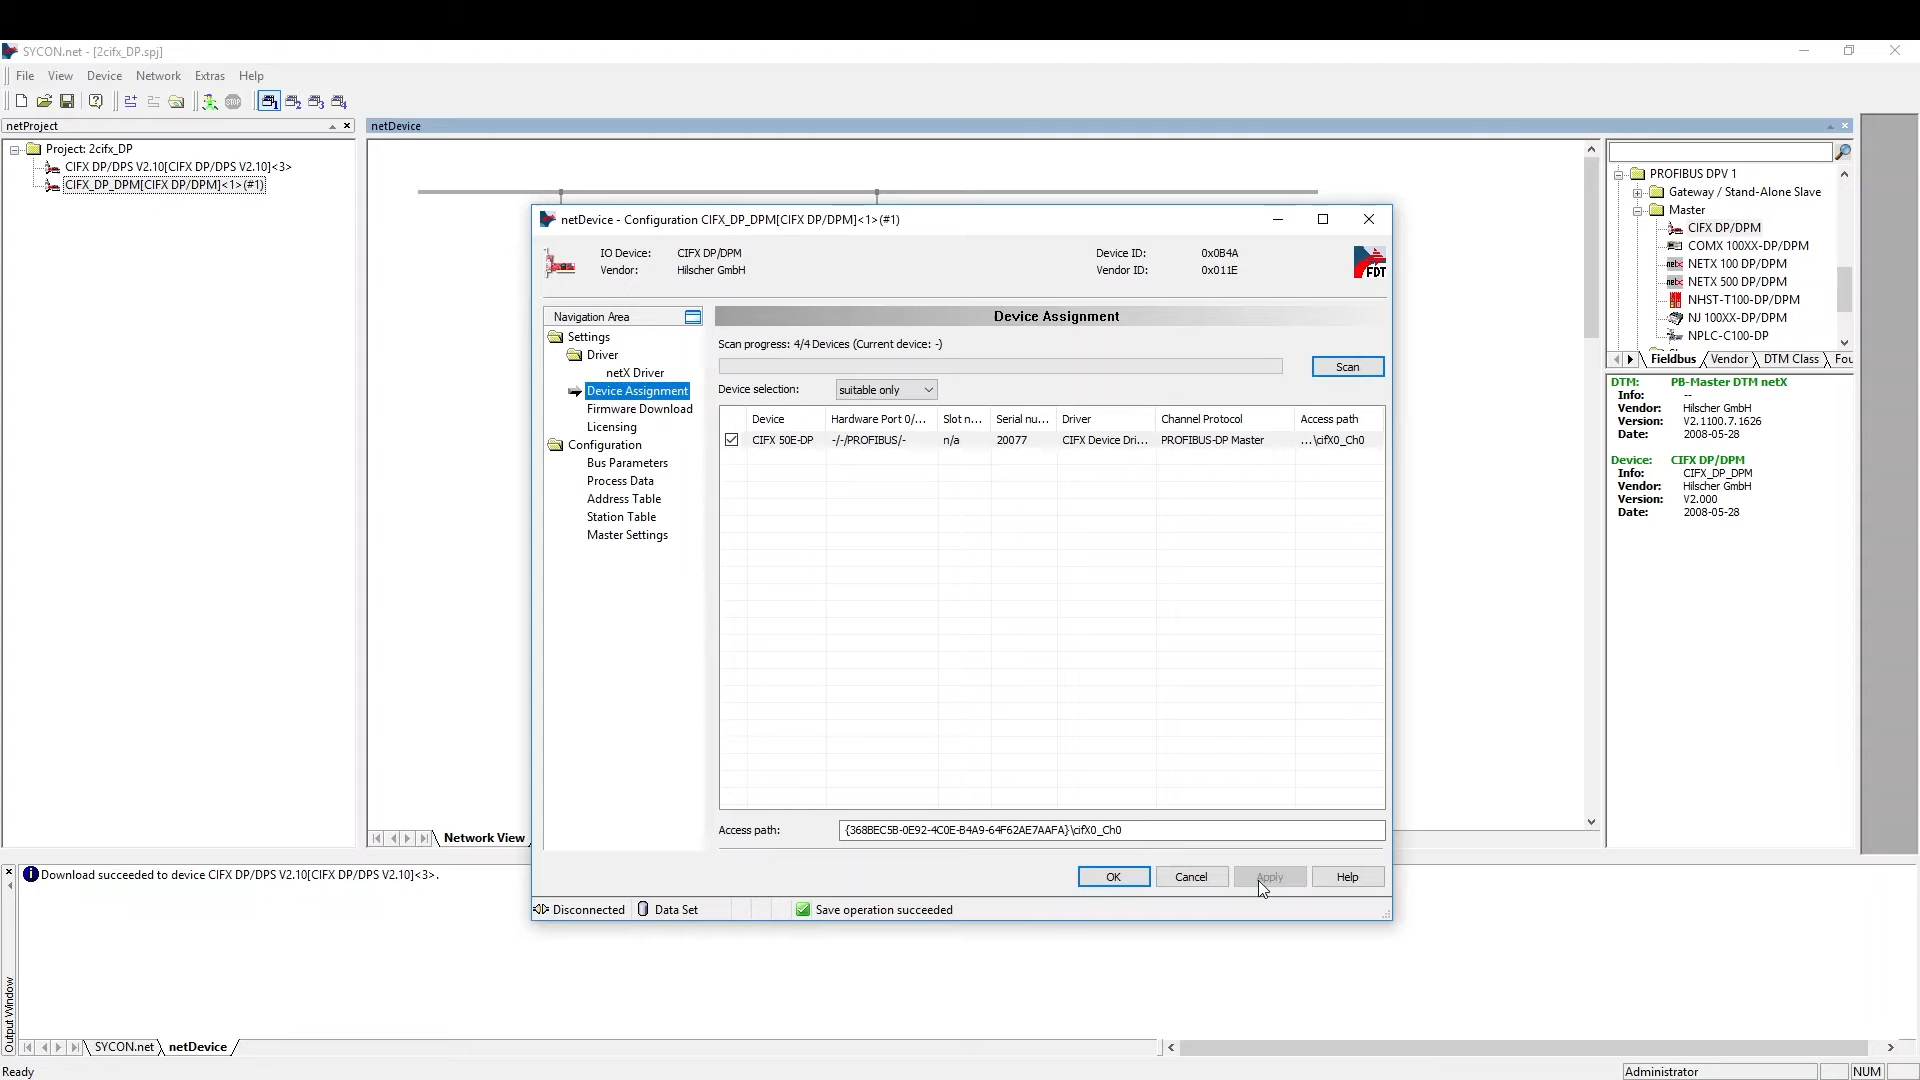 SYCON.net - [2cifx_DP.spj]
File View Device Network Extras Help
netProject
Project: 2cifx_DP
CIFX DP/DPS V2.10[CIFX DP/DPS V2.10]<3>
CIFX_DP_DPM[CIFX DP/DPM]<1>(#1)
netDevice
netDevice - Configuration CIFX_DP_DPM[CIFX DP/DPM]<1>(#1)
IO Device: CIFX DP/DPM
Vendor: Hilscher GmbH
Device ID: 0x0B4A
Vendor ID: 0x011E
FDT
Navigation Area
Settings
Driver
netX Driver
Device Assignment
Firmware Download
Licensing
Configuration
Bus Parameters
Process Data
Address Table
Station Table
Master Settings
Device Assignment
Scan progress: 4/4 Devices (Current device: -)
Scan
Device selection: suitable only
Device Hardware Port 0/... Slot n... Serial nu... Driver Channel Protocol Access path
CIFX 50E-DP -/-/PROFIBUS/- n/a 20077 CIFX Device Dri... PROFIBUS-DP Master ...\cifX0_Ch0
Access path: {368BEC5B-0E92-4C0E-B4A9-64F62AE7AAFA}\cifX0_Ch0
OK Cancel Apply Help
Disconnected Data Set Save operation succeeded
PROFIBUS DPV 1
Gateway / Stand-Alone Slave
Master
CIFX DP/DPM
COMX 100XX-DP/DPM
NETX 100 DP/DPM
NETX 500 DP/DPM
NHST-T100-DP/DPM
NJ 100XX-DP/DPM
NPLC-C100-DP
Fieldbus Vendor DTM Class Fou
DTM: PB-Master DTM netX
Info: --
Vendor: Hilscher GmbH
Version: V2.1100.7.1626
Date: 2008-05-28
Device: CIFX DP/DPM
Info: CIFX_DP_DPM
Vendor: Hilscher GmbH
Version: V2.000
Date: 2008-05-28
Network View
Download succeeded to device CIFX DP/DPS V2.10[CIFX DP/DPS V2.10]<3>.
Output Window
SYCON.net netDevice
Ready
Administrator NUM